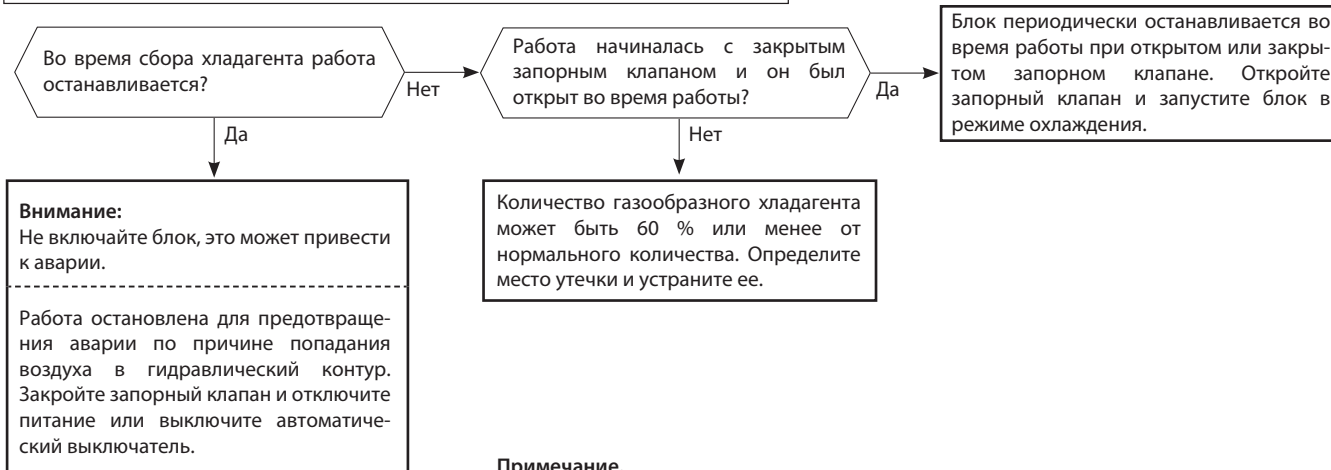 Во время сбора хладагента работа
останавливается?
Нет
Да
Работа начиналась с закрытым
запорным клапаном и он был
открыт во время работы?
Да
Нет
Блок периодически останавливается во
время работы при открытом или закры-
том запорном клапане. Откройте
запорный клапан и запустите блок в
режиме охлаждения.
Внимание:
Не включайте блок, это может привести
к аварии.
Работа остановлена для предотвраще-
ния аварии по причине попадания
воздуха в гидравлический контур.
Закройте запорный клапан и отключите
питание или выключите автоматиче-
ский выключатель.
Количество газообразного хладагента
может быть 60 % или менее от
нормального количества. Определите
место утечки и устраните ее.
Примечание